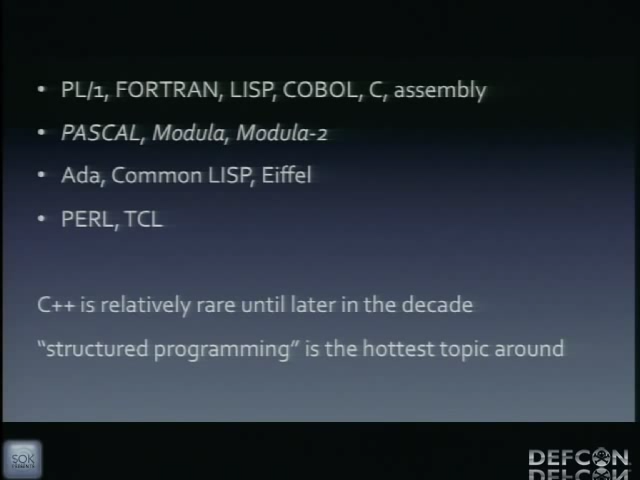 • PL/1, FORTRAN, LISP, COBOL, C, assembly
• PASCAL, Modula, Modula-2
• Ada, Common LISP, Eiffel
• PERL, TCL
C++ is relatively rare until later in the decade
“structured programming” is the hottest topic around
SOK
DEFCON